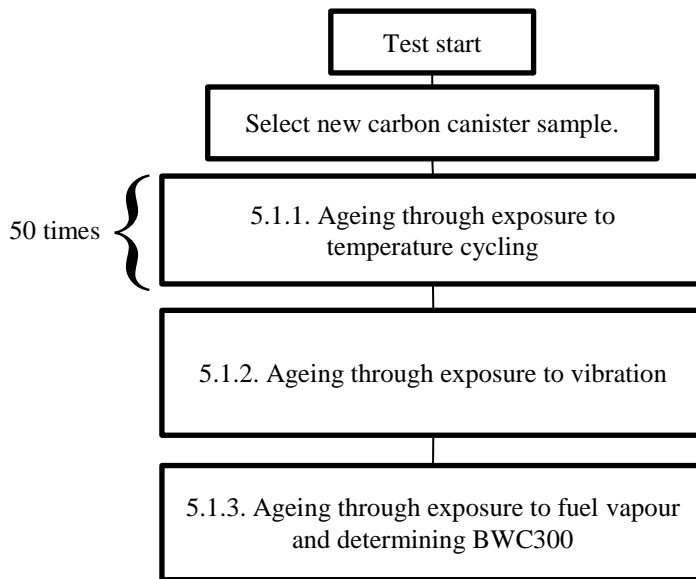 Test start
Select new carbon canister sample.
50 times
5.1.1. Ageing through exposure to
temperature cycling
5.1.2. Ageing through exposure to vibration
5.1.3. Ageing through exposure to fuel vapour
and determining BWC300